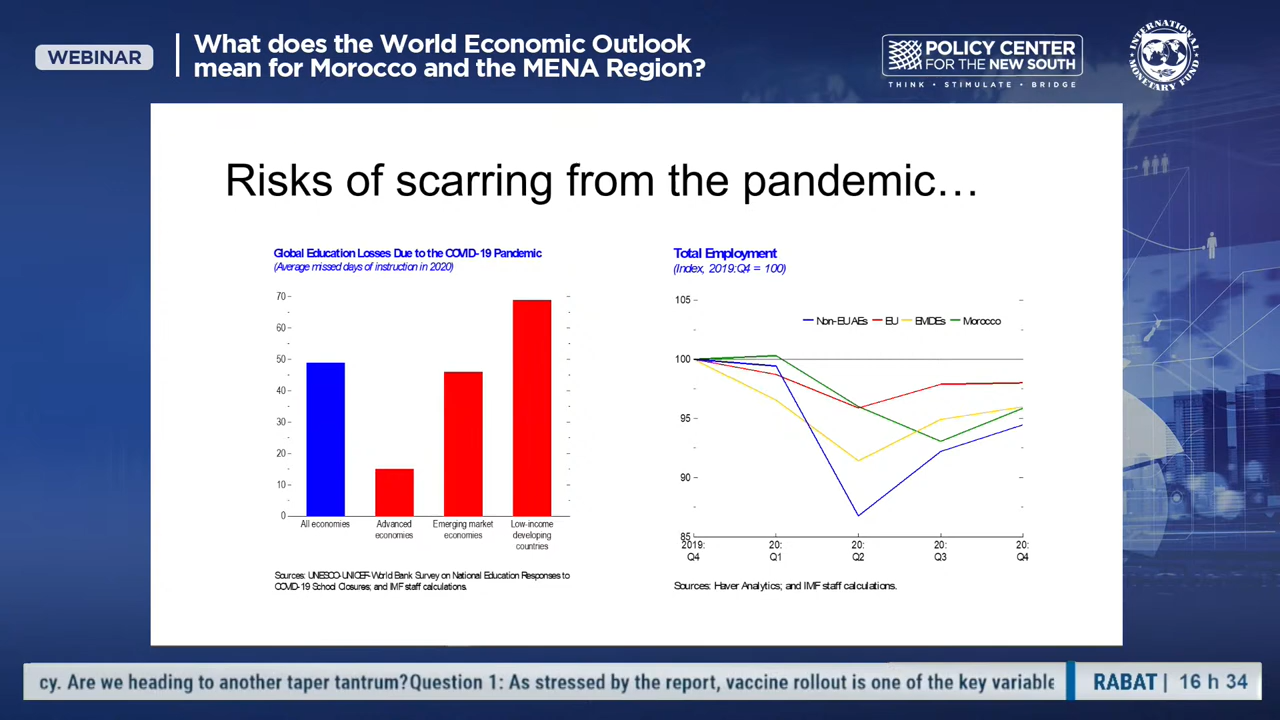 WEBINAR
What does the World Economic Outlook
mean for Morocco and the MENA Region?
POLICY CENTER
FOR THE NEW SOUTH
THINK • STIMULATE • BRIDGE
INTERNATIONAL MONETARY FUND
Risks of scarring from the pandemic…
Global Education Losses Due to the COVID-19 Pandemic
(Average missed days of instruction in 2020)
70
60
50
40
30
20
10
0
All economies
Advanced
economies
Emerging market
economies
Low-income
developing
countries
Sources: UNESCO-UNICEF-World Bank Survey on National Education Responses to
COVID-19 School Closures; and IMF staff calculations.
Total Employment
(Index, 2019:Q4 = 100)
105
Non-EU AEs EU EMDEs Morocco
100
95
90
85
2019:
Q4
20:
Q1
20:
Q2
20:
Q3
20:
Q4
Sources: Haver Analytics; and IMF staff calculations.
cy. Are we heading to another taper tantrum?Question 1: As stressed by the report, vaccine rollout is one of the key variable
RABAT | 16 h 34